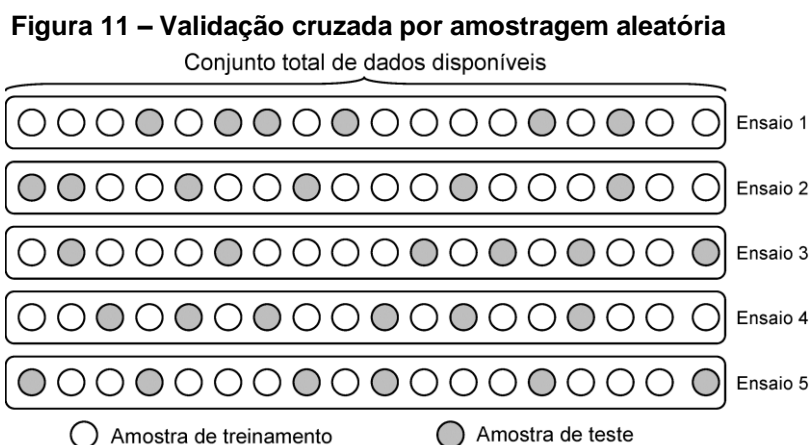 Figura 11 – Validação cruzada por amostragem aleatória
Conjunto total de dados disponíveis
Ensaio 1
Ensaio 2
Ensaio 3
Ensaio 4
Ensaio 5
Amostra de treinamento
Amostra de teste